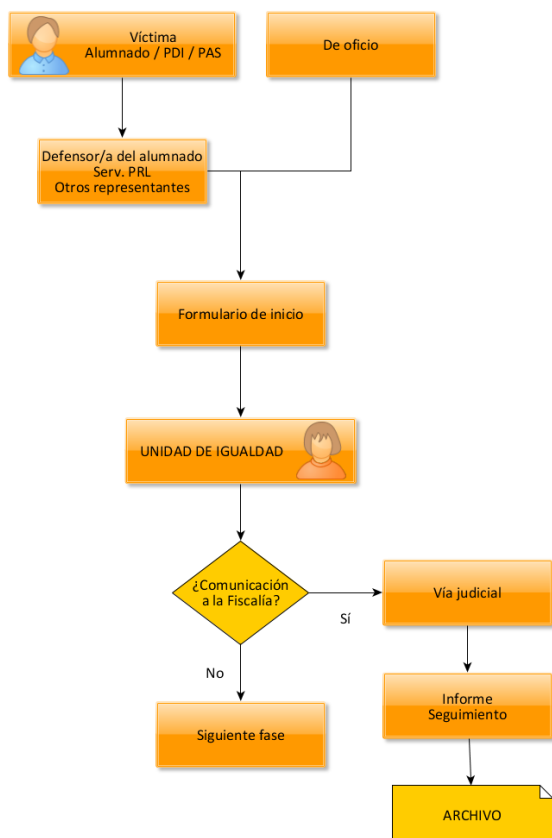 Víctima
Alumnado / PDI / PAS
De oficio
Defensor/a del alumnado
Serv. PRL
Otros representantes
Formulario de inicio
UNIDAD DE IGUALDAD
¿Comunicación
a la Fiscalía?
Sí
Vía judicial
No
Siguiente fase
Informe
Seguimiento
ARCHIVO